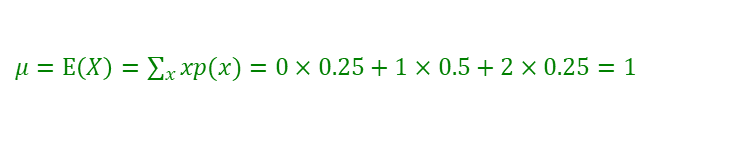 μ = E(X) = ∑ₓ xp(x) = 0 × 0.25 + 1 × 0.5 + 2 × 0.25 = 1